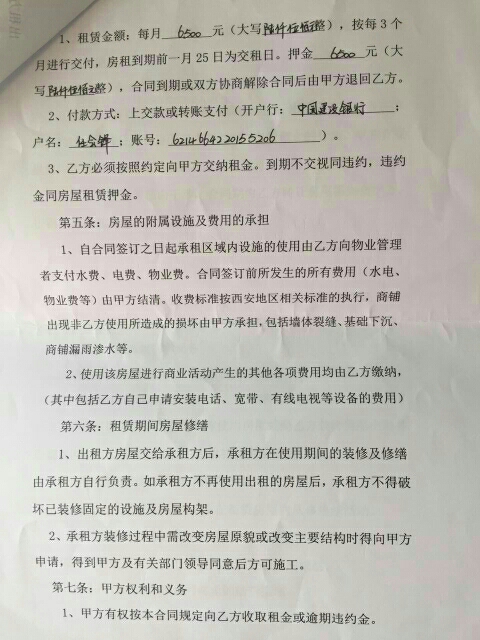 1、租赁金额：每月 6500 元（大写陆仟伍佰元整），按每 3 个
月进行交付，房租到期前一月 25 日为交租日。押金 6500 元（大
写陆仟伍佰元整），合同到期或双方协商解除合同后由甲方退回乙方。
2、付款方式：上交款或转账支付（开户行：中国建设银行；
户名：；账号：6214664220155206）。
3、乙方必须按照约定向甲方交纳租金。到期不交视同违约，违约
金同房屋租赁押金。
第五条：房屋的附属设施及费用的承担
1、自合同签订之日起承租区域内设施的使用由乙方向物业管理
者支付水费、电费、物业费。合同签订前所发生的所有费用（水电、
物业费等）由甲方结清。收费标准按西安地区相关标准的执行，商铺
出现非乙方使用所造成的损坏由甲方承担，包括墙体裂缝、基础下沉、
商铺漏雨渗水等。
2、使用该房屋进行商业活动产生的其他各项费用均由乙方缴纳，
（其中包括乙方自己申请安装电话、宽带、有线电视等设备的费用）
第六条：租赁期间房屋修缮
1、出租方房屋交给承租方后，承租方在使用期间的装修及修缮
由承租方自行负责。如承租方不再使用出租的房屋后，承租方不得破
坏已装修固定的设施及房屋构架。
2、承租方装修过程中需改变房屋原貌或改变主要结构时得向甲方
申请，得到甲方及有关部门领导同意后方可施工。
第七条：甲方权利和义务
1、甲方有权按本合同规定向乙方收取租金或逾期违约金。